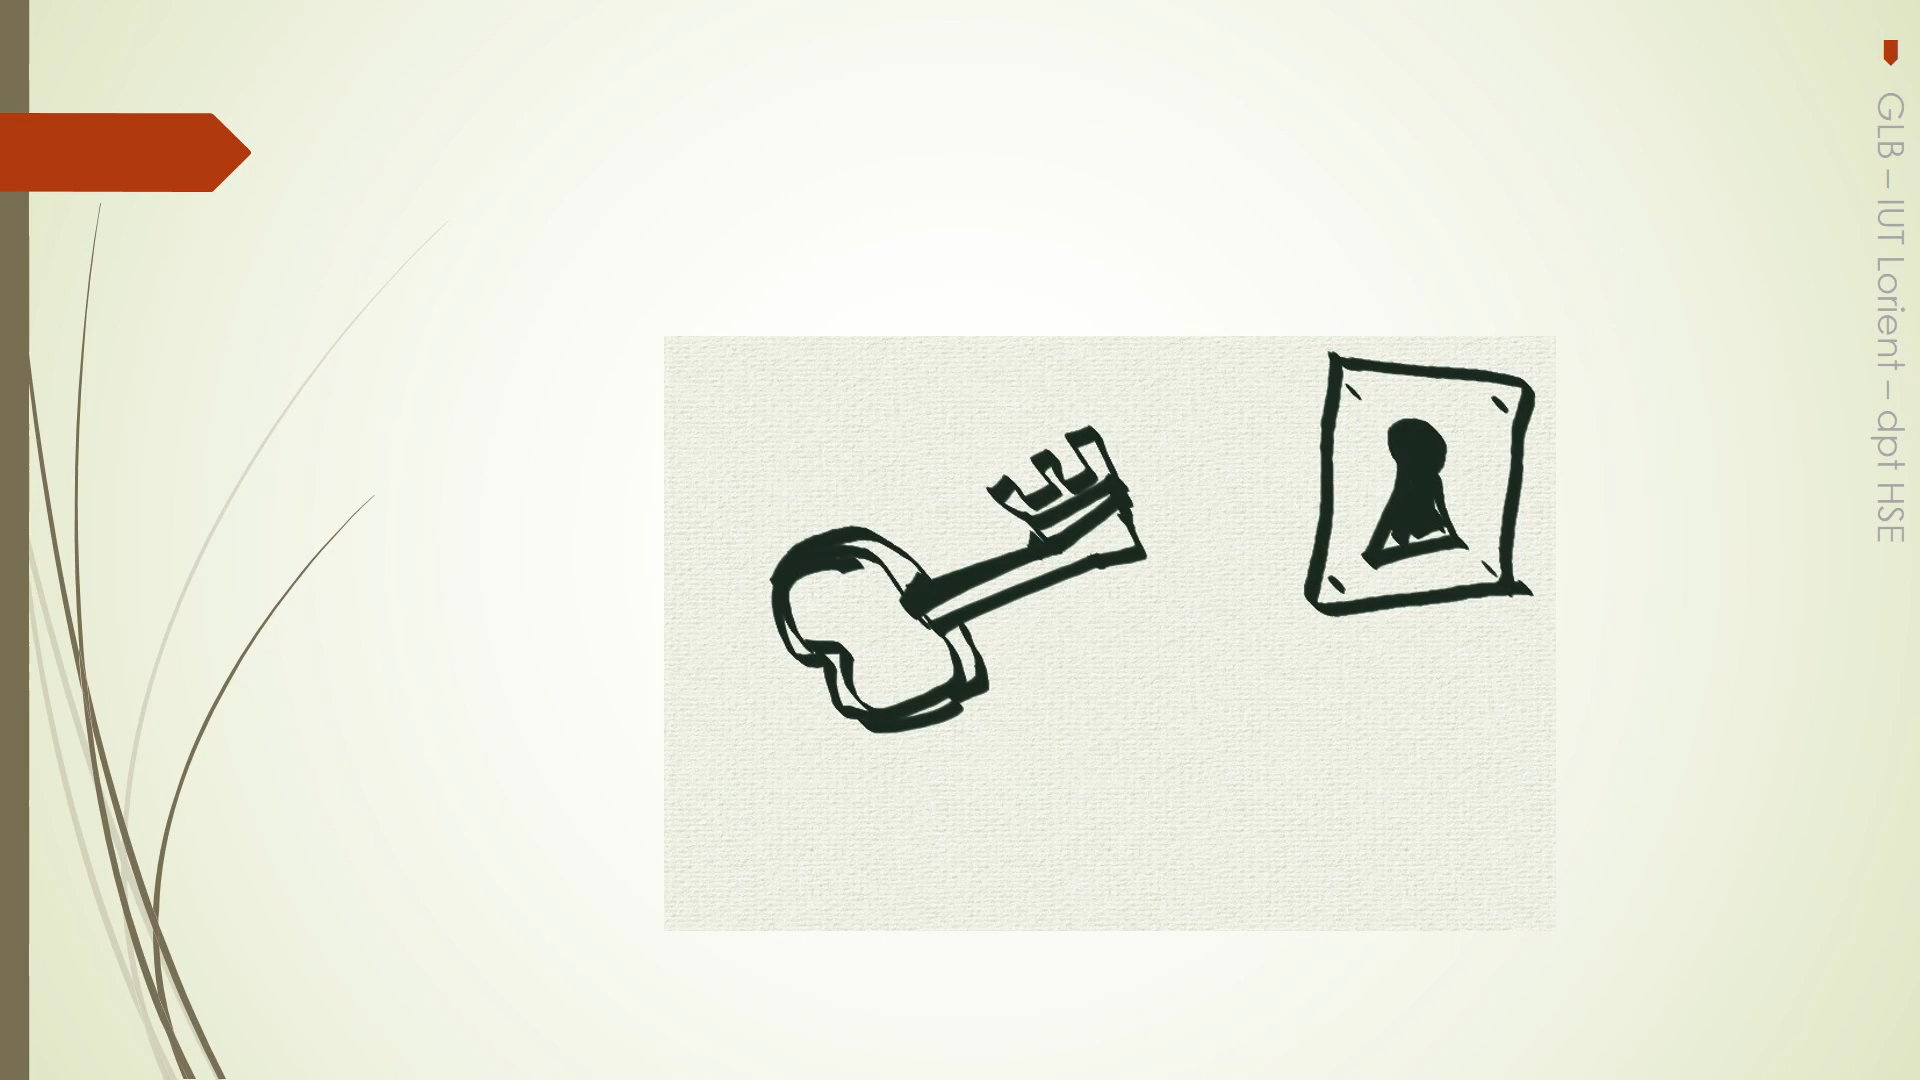 GLB – IUT Lorient – dpt HSE